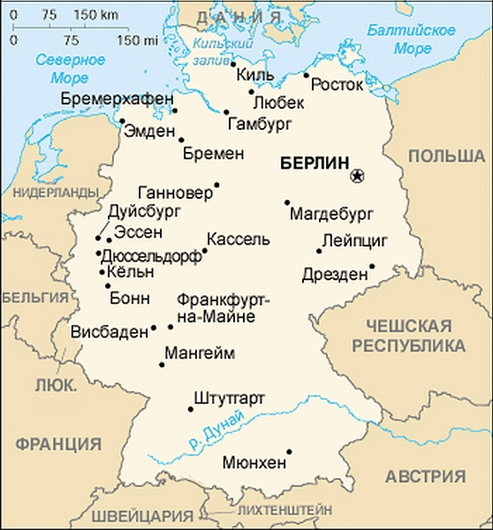 0 75 150 km
0 75 150 mi
ДАНИЯ
Кильский
залив
Балтийское
Море
Северное
Море
Киль
Росток
Любек
Бремерхафен
Гамбург
Эмден
Бремен
БЕРЛИН
ПОЛЬША
НИДЕРЛАНДЫ
Ганновер
Магдебург
Дуйсбург
Эссен
Кассель
Лейпциг
Дюссельдорф
Дрезден
Кёльн
Бонн
БЕЛЬГИЯ
Франкфурт-
на-Майне
Висбаден
ЧЕШСКАЯ
РЕСПУБЛИКА
Мангейм
ЛЮК.
Штутгарт
р. Дунай
ФРАНЦИЯ
Мюнхен
АВСТРИЯ
ШВЕЙЦАРИЯ
ЛИХТЕНШТЕЙН